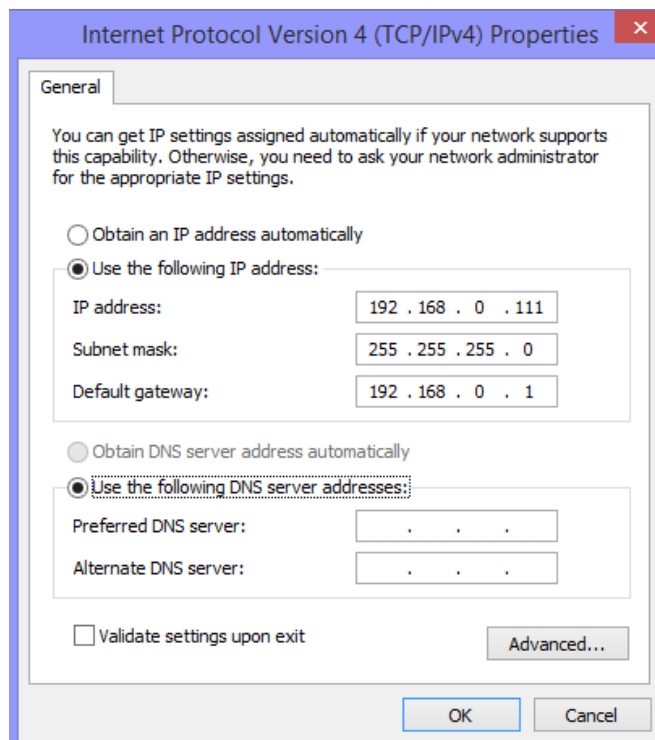 Internet Protocol Version 4 (TCP/IPv4) Properties
General
You can get IP settings assigned automatically if your network supports
this capability. Otherwise, you need to ask your network administrator
for the appropriate IP settings.
Obtain an IP address automatically
Use the following IP address:
IP address: 192 . 168 . 0 . 111
Subnet mask: 255 . 255 . 255 . 0
Default gateway: 192 . 168 . 0 . 1
Obtain DNS server address automatically
Use the following DNS server addresses:
Preferred DNS server: . . .
Alternate DNS server: . . .
Validate settings upon exit
Advanced...
OK Cancel